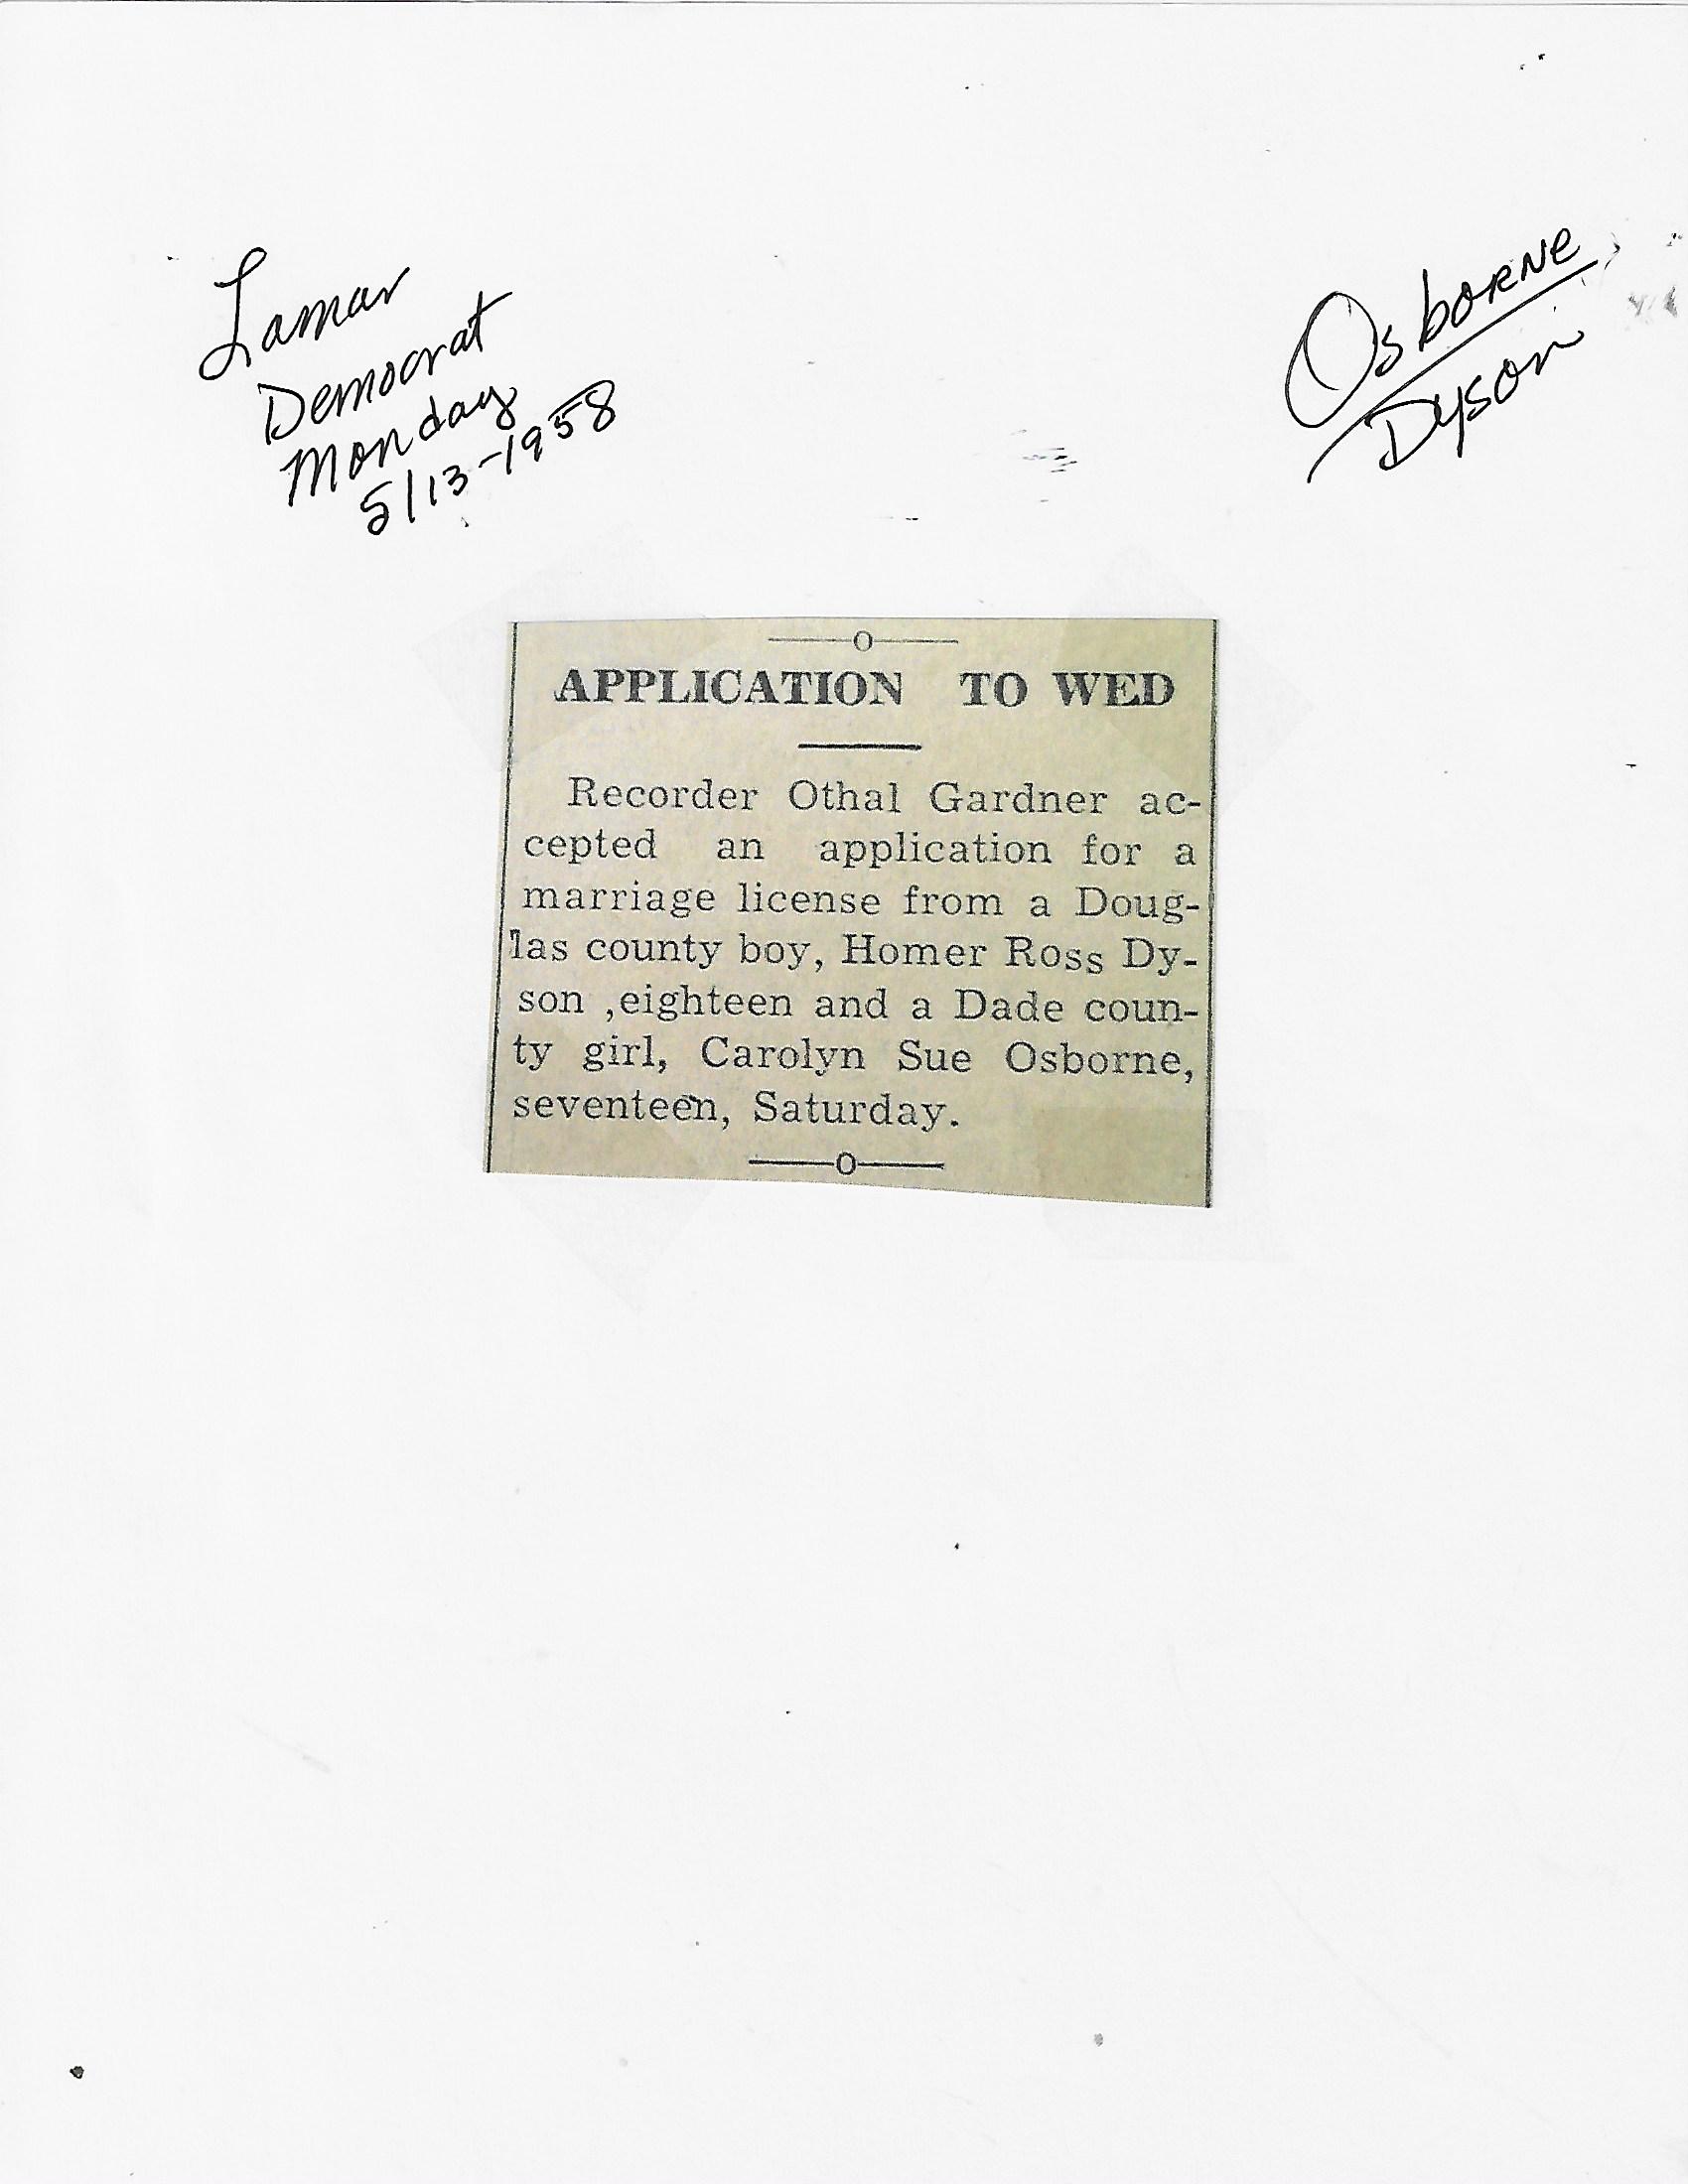 Lamar
Democrat
Monday
5/13-1958
Osborne
Dyson
APPLICATION TO WED
Recorder Othal Gardner ac-
cepted an application for a
marriage license from a Doug-
las county boy, Homer Ross Dy-
son ,eighteen and a Dade coun-
ty girl, Carolyn Sue Osborne,
seventeen, Saturday.